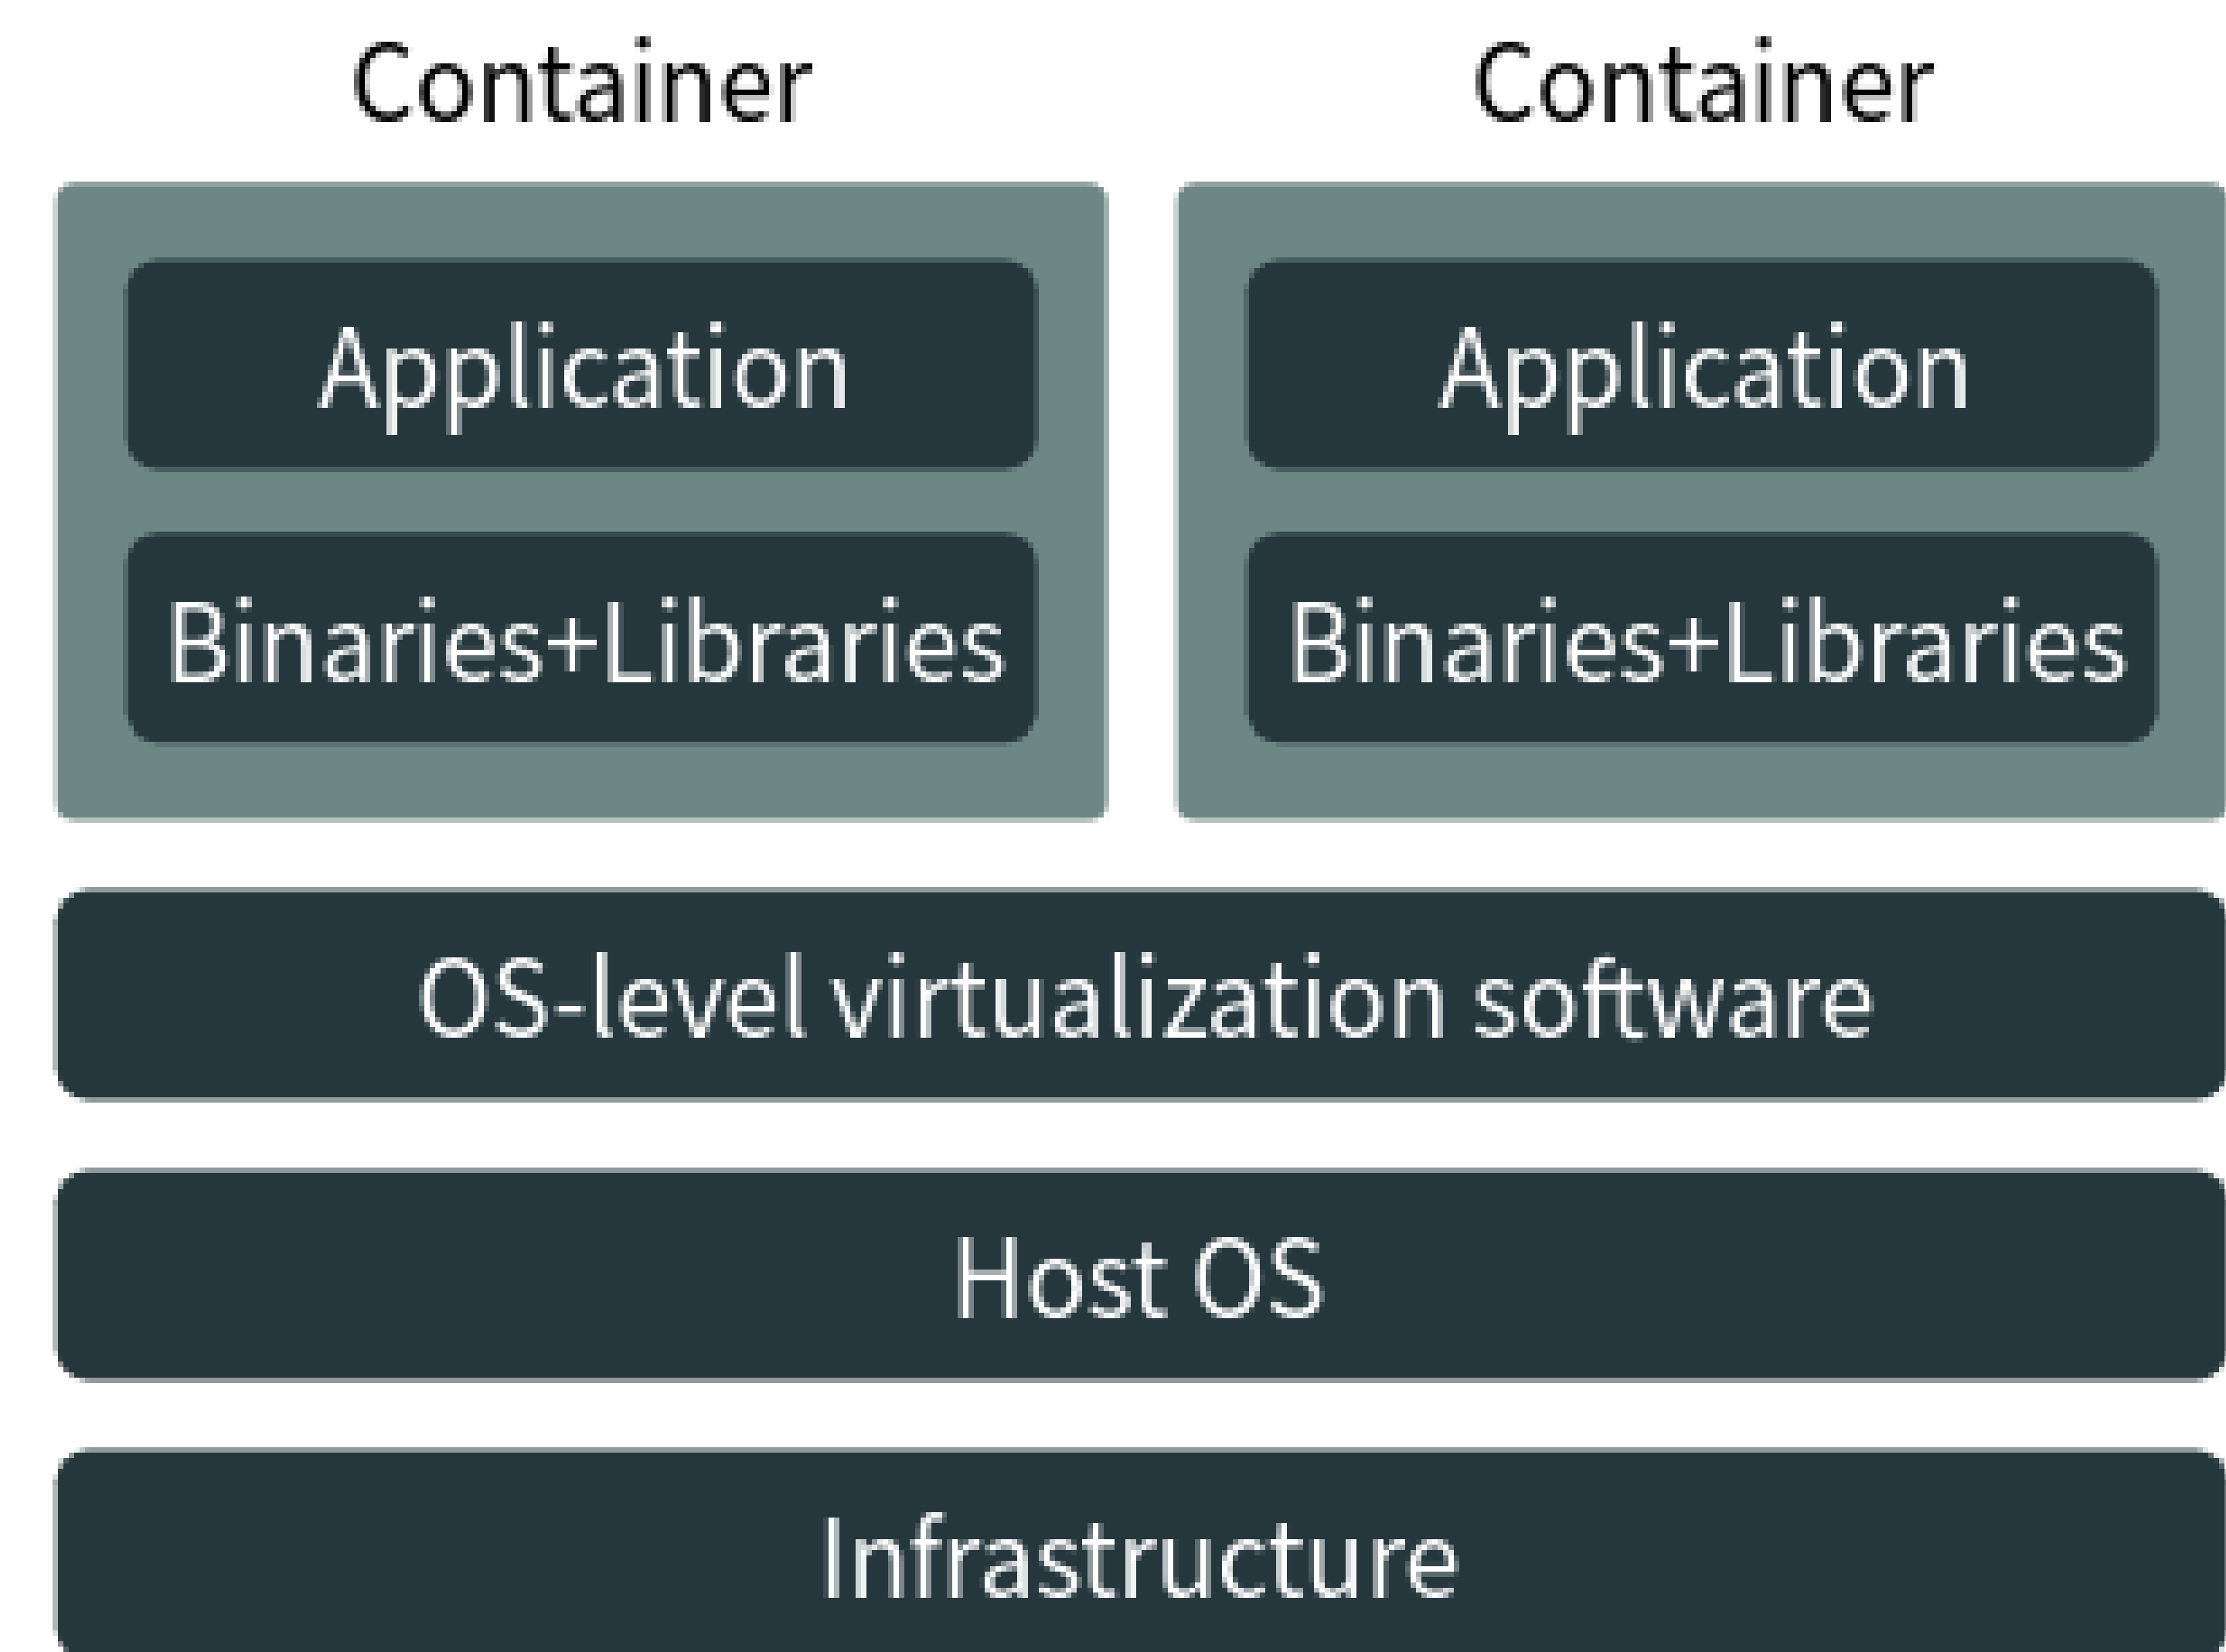 Container Container
Application Application
Binaries+Libraries Binaries+Libraries
OS-level virtualization software
Host OS
Infrastructure